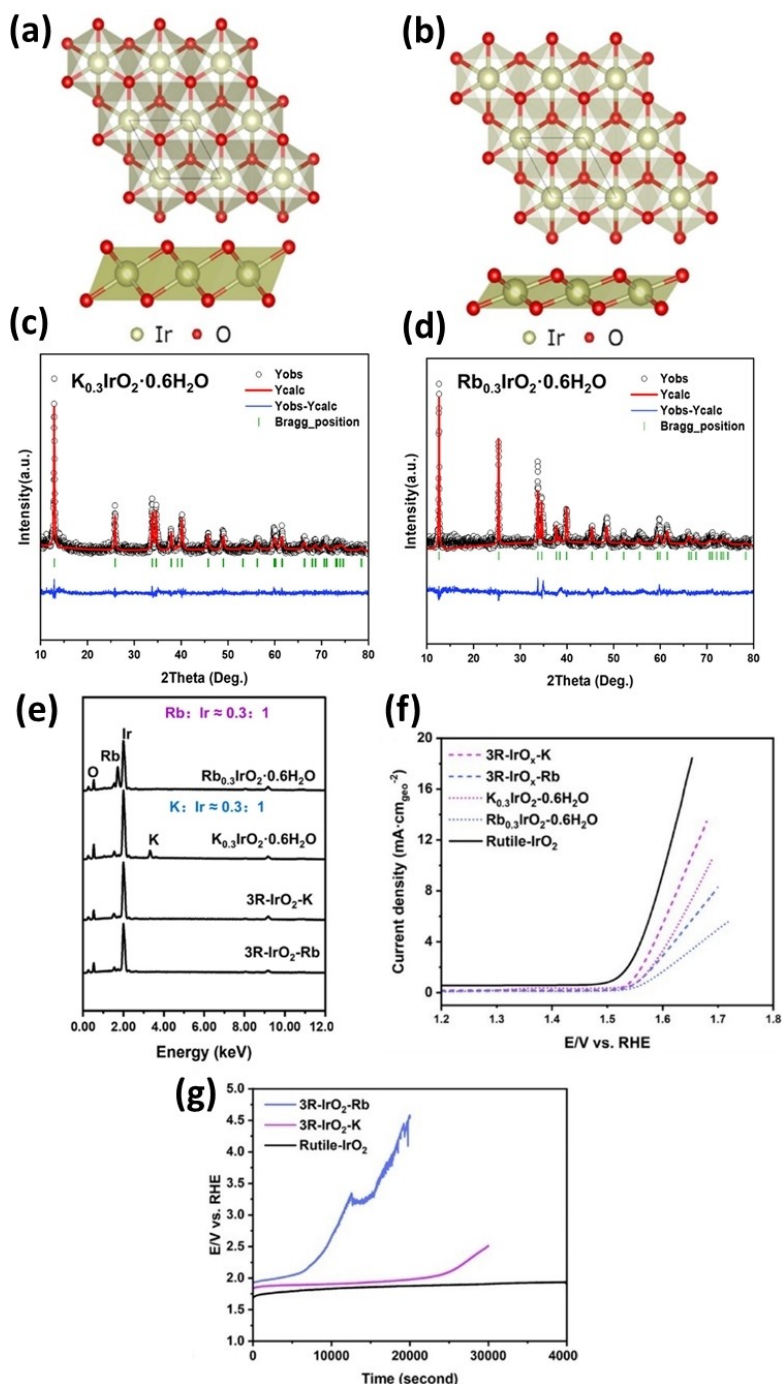 (a)
(b)
Ir O
Ir O
(c)
(d)
K₀.₃IrO₂·0.6H₂O
Yobs
Ycalc
Yobs-Ycalc
Bragg_position
Intensity(a.u.)
10 20 30 40 50 60 70 80
2Theta (Deg.)
Rb₀.₃IrO₂·0.6H₂O
Yobs
Ycalc
Yobs-Ycalc
Bragg_position
Intensity(a.u.)
10 20 30 40 50 60 70 80
2Theta (Deg.)
(e)
Rb: Ir ≈ 0.3: 1
Ir
Rb
O
Rb₀.₃IrO₂·0.6H₂O
K: Ir ≈ 0.3: 1
K
K₀.₃IrO₂·0.6H₂O
3R-IrO₂-K
3R-IrO₂-Rb
0.00 2.00 4.00 6.00 8.00 10.00 12.0
Energy (keV)
(f)
3R-IrOₓ-K
3R-IrOₓ-Rb
K₀.₃IrO₂-0.6H₂O
Rb₀.₃IrO₂-0.6H₂O
Rutile-IrO₂
Current density (mA·cm_geo⁻²)
20
16
12
8
4
0
1.2 1.3 1.4 1.5 1.6 1.7 1.8
E/V vs. RHE
(g)
3R-IrO₂-Rb
3R-IrO₂-K
Rutile-IrO₂
E/V vs. RHE
5.0
4.5
4.0
3.5
3.0
2.5
2.0
1.5
1.0
0 10000 20000 30000 40000
Time (second)